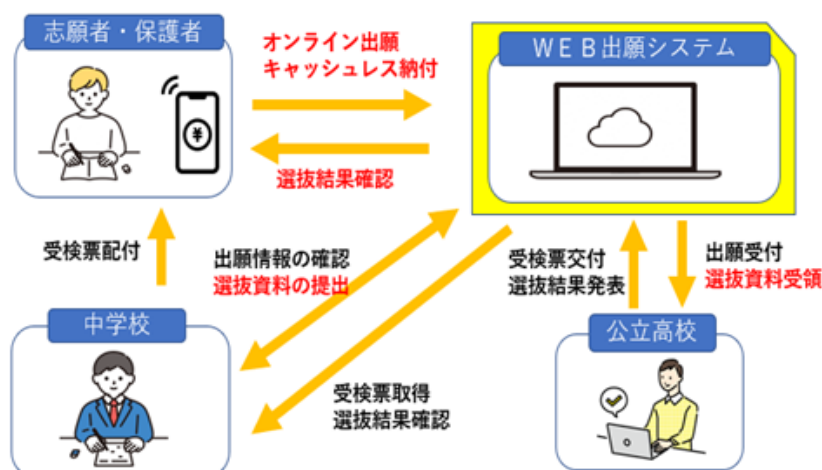 志願者・保護者
オンライン出願
キャッシュレス納付
ＷＥＢ出願システム
¥
選抜結果確認
受検票配付
出願情報の確認
選抜資料の提出
受検票交付
選抜結果発表
出願受付
選抜資料受領
中学校
公立高校
受検票取得
選抜結果確認